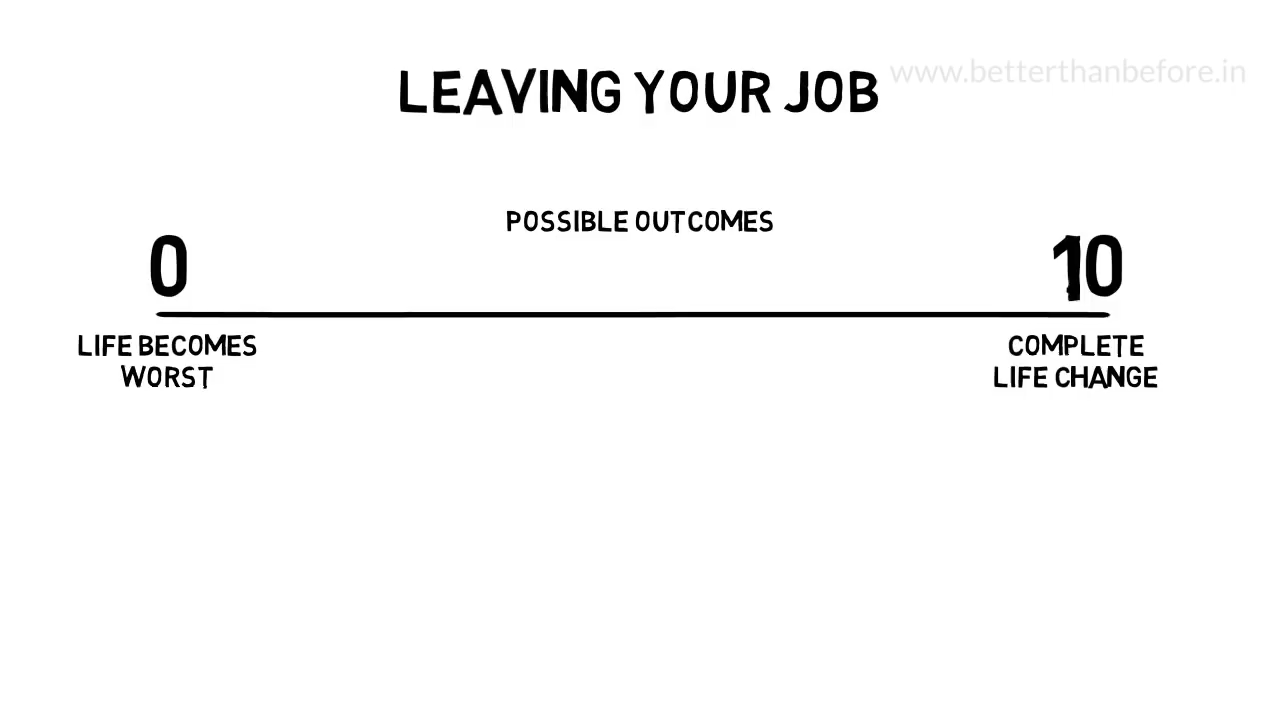 www.betterthanbefore.in
LEAVING YOUR JOB
POSSIBLE OUTCOMES
0
10
LIFE BECOMES
WORST
COMPLETE
LIFE CHANGE